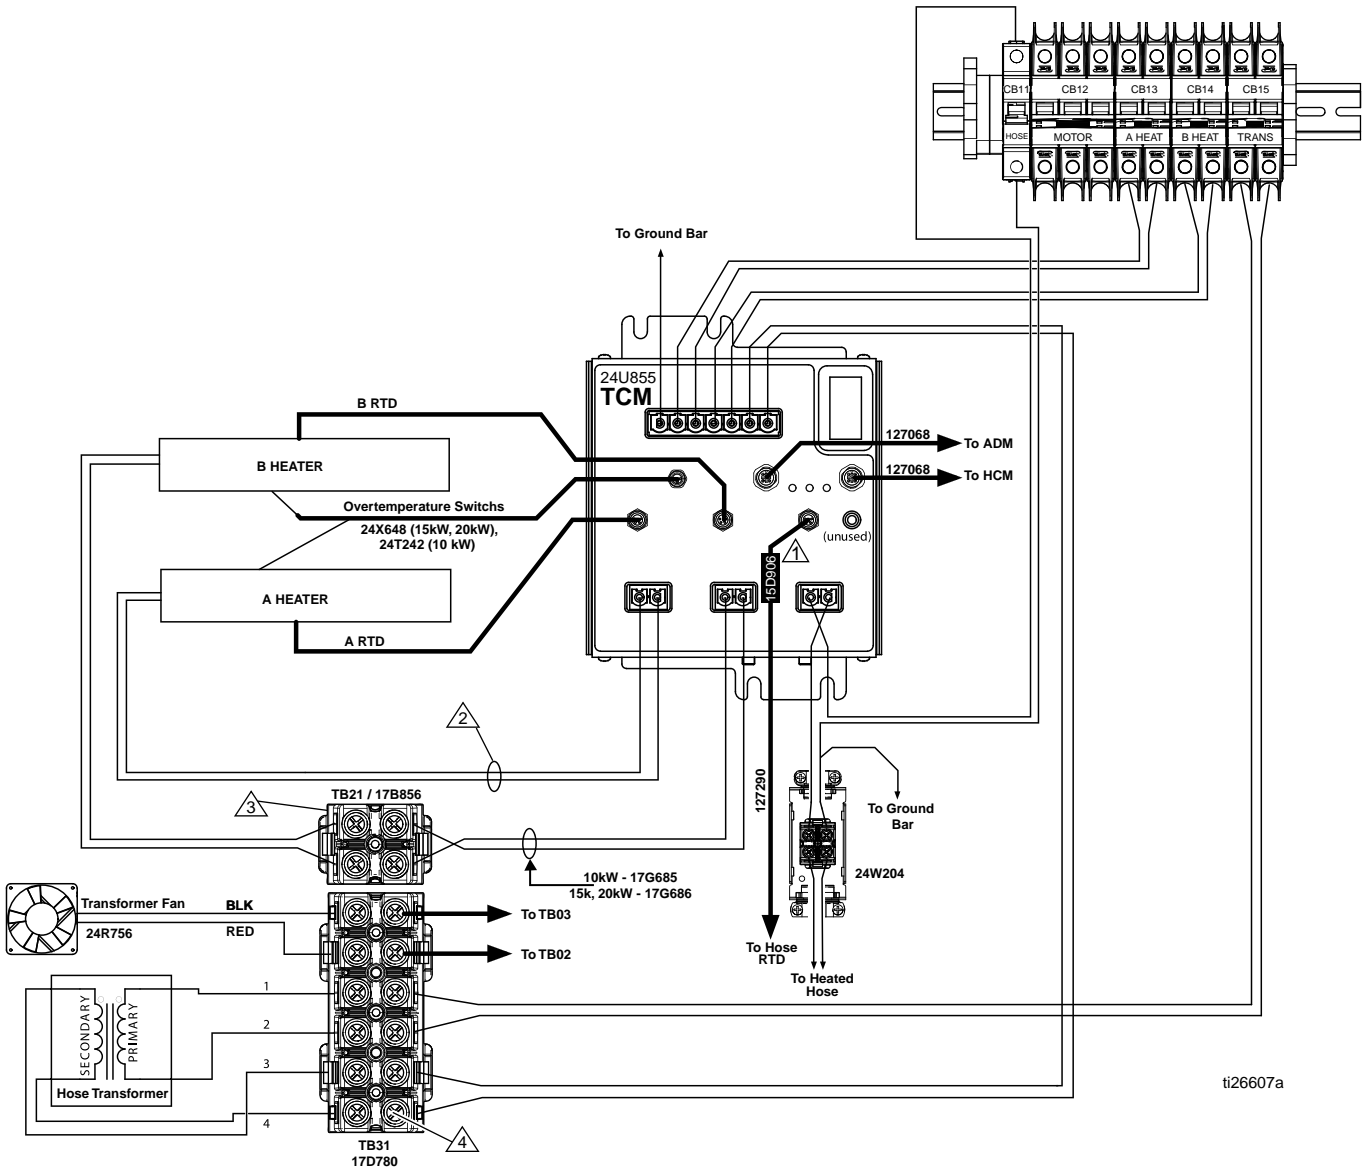 CB11
CB12
CB13
CB14
CB15
HOSE
MOTOR
A HEAT
B HEAT
TRANS
To Ground Bar
24U855
TCM
B RTD
127068
To ADM
B HEATER
127068
To HCM
Overtemperature Switchs
24X648 (15kW, 20kW),
24T242 (10 kW)
(unused)
1
15D906
A HEATER
A RTD
2
127290
3
TB21 / 17B856
To Ground
Bar
10kW - 17G685
15k, 20kW - 17G686
24W204
Transformer Fan
24R756
BLK
RED
To TB03
To TB02
To Hose
RTD
To Heated
Hose
1
2
3
4
SECONDARY
PRIMARY
Hose Transformer
4
TB31
17D780
ti26607a